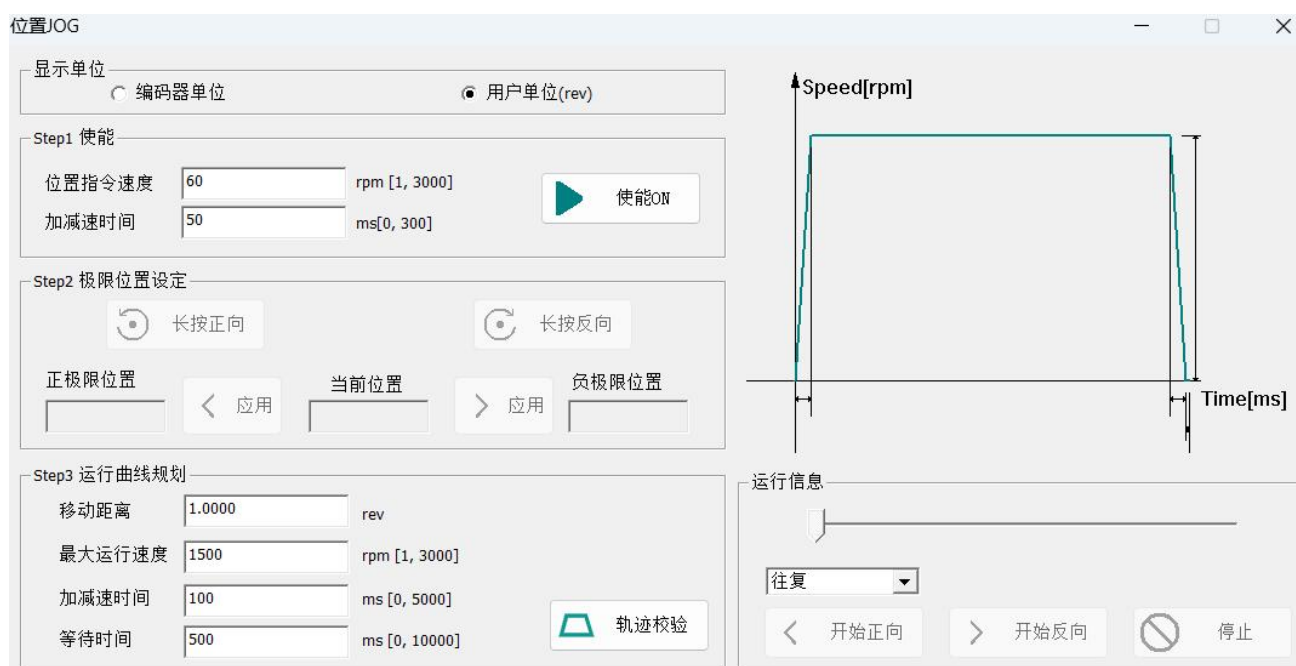 位置JOG
显示单位
编码器单位
用户单位(rev)
Step1 使能
位置指令速度
60
rpm [1, 3000]
加减速时间
50
ms[0, 300]
使能ON
Step2 极限位置设定
长按正向
长按反向
正极限位置
应用
当前位置
应用
负极限位置
Step3 运行曲线规划
移动距离
1.0000
rev
最大运行速度
1500
rpm [1, 3000]
加减速时间
100
ms [0, 5000]
等待时间
500
ms [0, 10000]
轨迹校验
Speed[rpm]
Time[ms]
运行信息
往复
开始正向
开始反向
停止